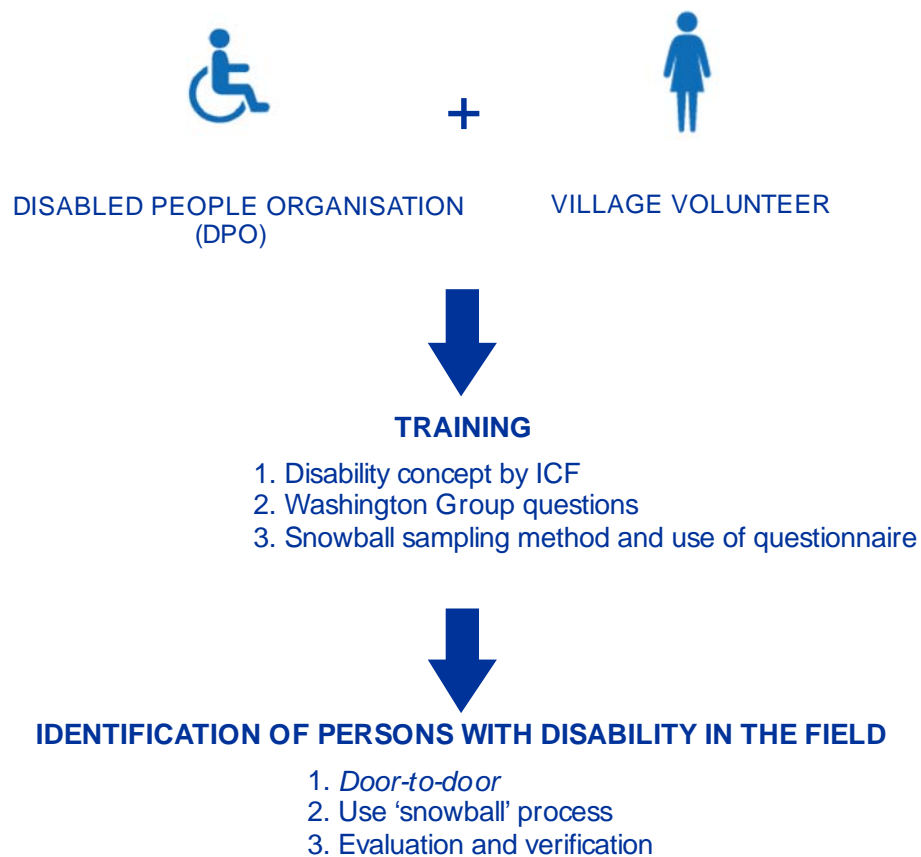 +
DISABLED PEOPLE ORGANISATION
(DPO)
VILLAGE VOLUNTEER
TRAINING
1. Disability concept by ICF
2. Washington Group questions
3. Snowball sampling method and use of questionnaire
IDENTIFICATION OF PERSONS WITH DISABILITY IN THE FIELD
1. Door-to-door
2. Use ‘snowball’ process
3. Evaluation and verification